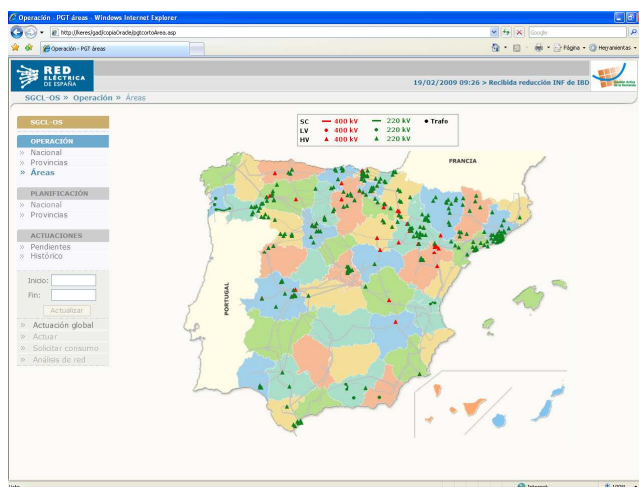 Operación - PGT áreas - Windows Internet Explorer
http://keres/gad/copiaOrade/pgtcortoArea.asp
Google
Operación - PGT áreas
Página
Herramientas
RED
ELÉCTRICA
DE ESPAÑA
19/02/2009 09:26 > Recibida reducción INF de IBD
SGCL-OS » Operación » Áreas
SGCL-OS
OPERACIÓN
» Nacional
» Provincias
» Áreas
PLANIFICACIÓN
» Nacional
» Provincias
ACTUACIONES
» Pendientes
» Histórico
Inicio:
Fin:
Actualizar
» Actuación global
» Actuar
» Solicitar consumo
» Análisis de red
SC 400 kV 220 kV Trafo
LV 400 kV 220 kV
HV 400 kV 220 kV
FRANCIA
PORTUGAL
Listo
Internet
100%